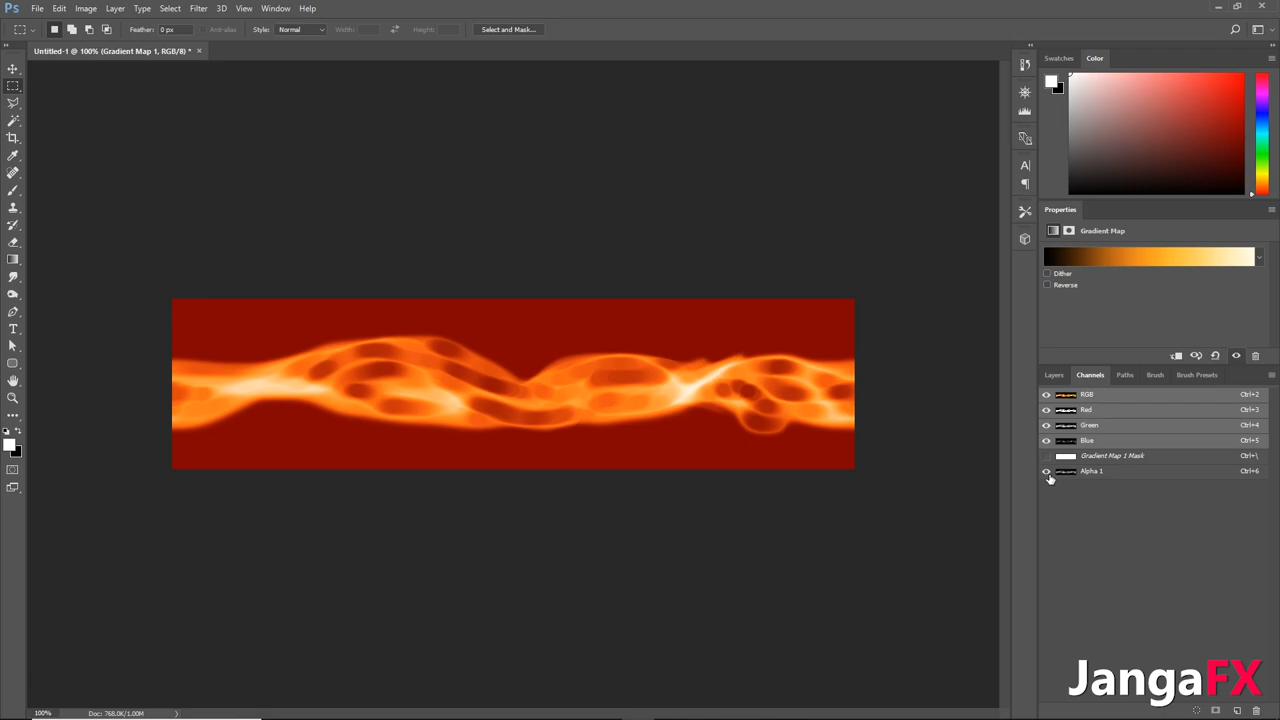 Ps File Edit Image Layer Type Select Filter 3D View Window Help
Feather: 0 px Anti-alias Style: Normal Width: Height: Select and Mask...
Untitled-1 @ 100% (Gradient Map 1, RGB/8) *
Swatches Color
Properties
Gradient Map
Dither
Reverse
Layers Channels Paths Brush Brush Presets
RGB Ctrl+2
Red Ctrl+3
Green Ctrl+4
Blue Ctrl+5
Gradient Map 1 Mask Ctrl+\
Alpha 1 Ctrl+6
JangaFX
100% Doc: 768.0K/1.00M